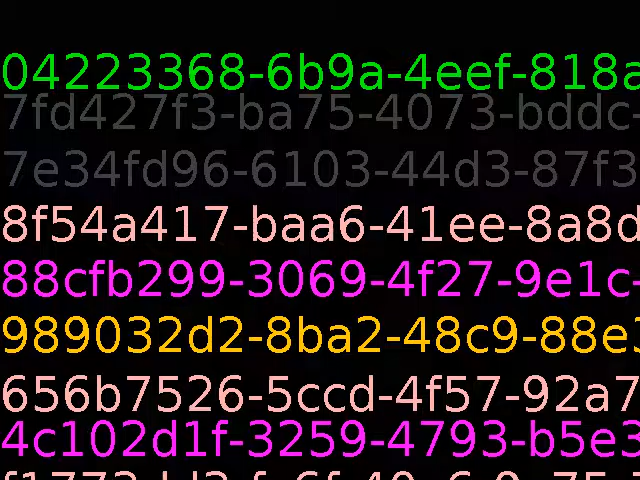 04223368-6b9a-4eef-818a
7fd427f3-ba75-4073-bddc-
7e34fd96-6103-44d3-87f3
8f54a417-baa6-41ee-8a8d
88cfb299-3069-4f27-9e1c-
989032d2-8ba2-48c9-88e3
656b7526-5ccd-4f57-92a7
4c102d1f-3259-4793-b5e3